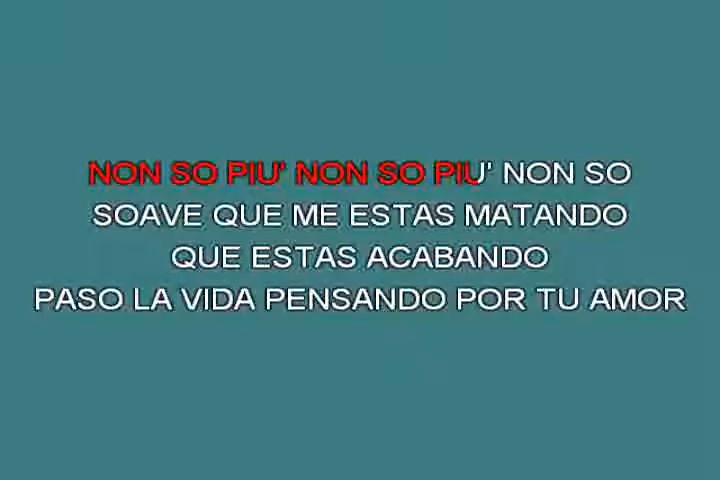 NON SO PIU' NON SO PIU' NON SO
SOAVE QUE ME ESTAS MATANDO
QUE ESTAS ACABANDO
PASO LA VIDA PENSANDO POR TU AMOR